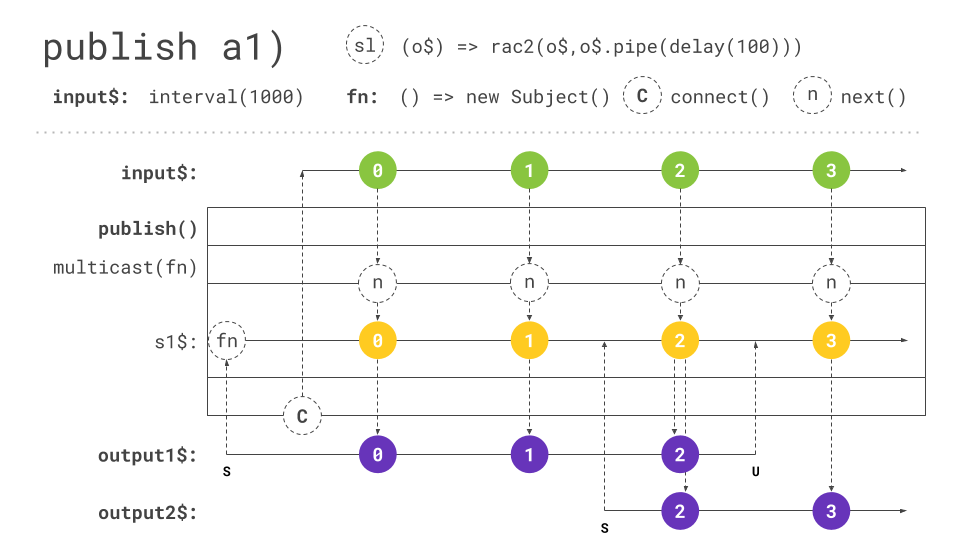 publish a1) sl (o$) => rac2(o$,o$.pipe(delay(100)))
input$: interval(1000) fn: () => new Subject() C connect() n next()
input$: 0 1 2 3
publish()
multicast(fn) n n n n
s1$: fn 0 1 2 3
C
output1$: 0 1 2
S U
output2$: 2 3
S